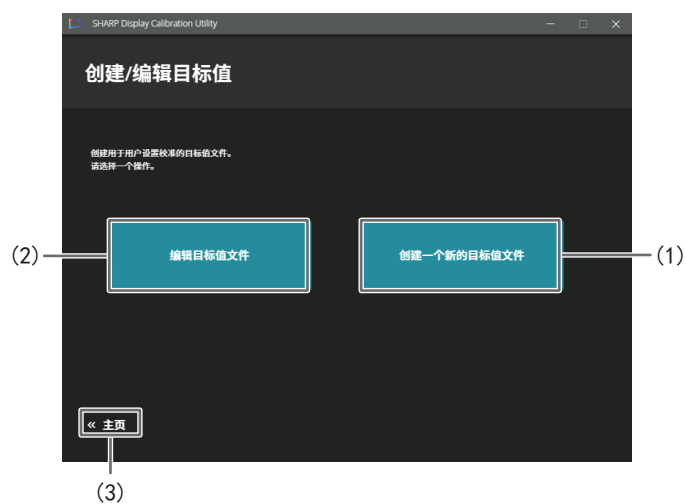 SHARP Display Calibration Utility
创建/编辑目标值
创建用于用户设置校准的目标值文件。
请选择一个操作。
(2)
编辑目标值文件
创建一个新的目标值文件
(1)
« 主页
(3)